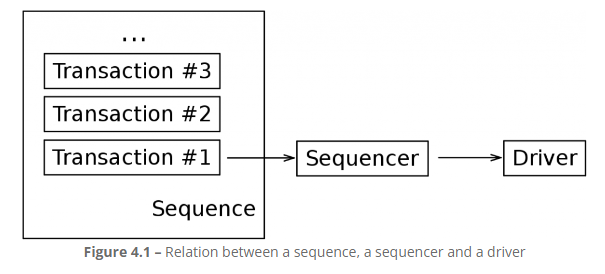 ...
Transaction #3
Transaction #2
Transaction #1
Sequencer
Driver
Sequence
Figure 4.1 – Relation between a sequence, a sequencer and a driver